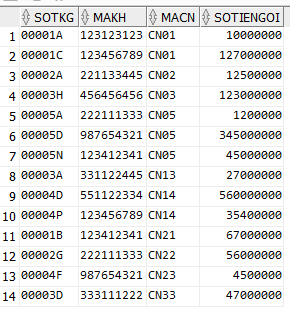 SOTKG MAKH MACN SOTIENGOI
1 00001A 123123123 CN01 10000000
2 00001C 123456789 CN01 127000000
3 00002A 221133445 CN02 12500000
4 00003H 456456456 CN03 123000000
5 00005A 222111333 CN05 1200000
6 00005D 987654321 CN05 345000000
7 00005N 123412341 CN05 45000000
8 00003A 331122445 CN13 27000000
9 00004D 551122334 CN14 560000000
10 00004P 123456789 CN14 35400000
11 00001B 123412341 CN21 67000000
12 00002G 222111333 CN22 56000000
13 00004F 987654321 CN23 4500000
14 00003D 333111222 CN33 47000000